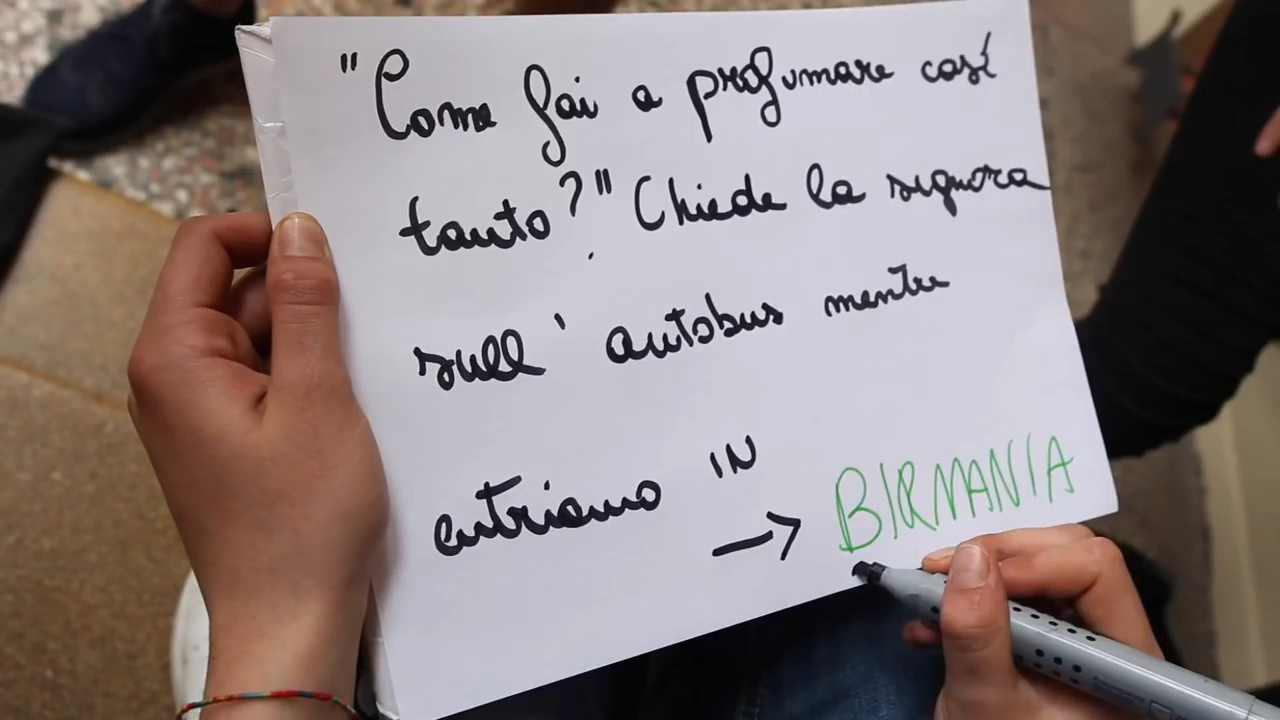 "Come fai a profumare così
tanto?" Chiede la signora
sull' autobus mentre
entriamo IN
→ BIRMANIA